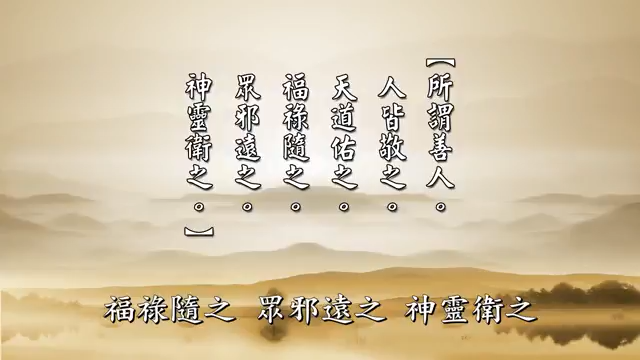 【所謂善人。
人皆敬之。
天道佑之。
福祿隨之。
眾邪遠之。
神靈衛之。】
福祿隨之 眾邪遠之 神靈衛之